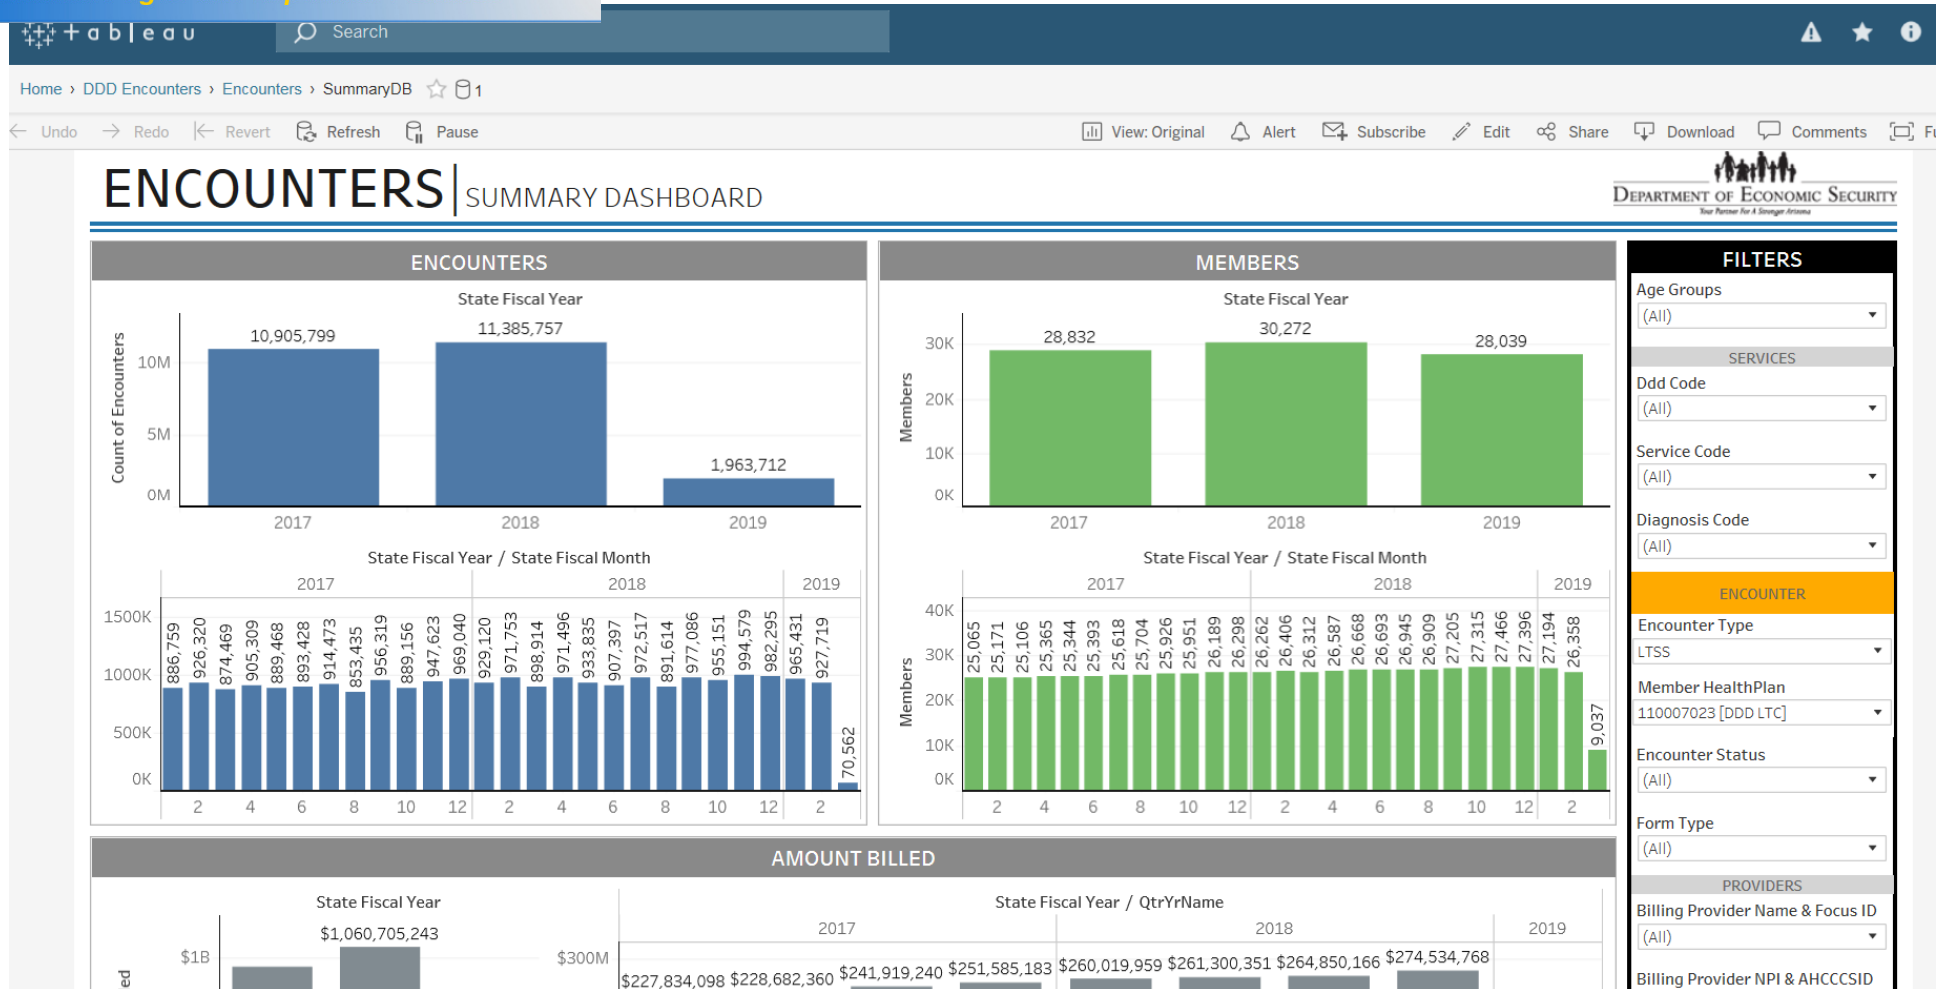 + a b l e a u
Search
Home › DDD Encounters › Encounters › SummaryDB 1
Undo Redo Revert Refresh Pause
View: Original Alert Subscribe Edit Share Download Comments
ENCOUNTERS SUMMARY DASHBOARD
DEPARTMENT OF ECONOMIC SECURITY
Your Partner For A Stronger Arizona
ENCOUNTERS
State Fiscal Year
Count of Encounters
10M
5M
0M
10,905,799
11,385,757
1,963,712
2017 2018 2019
State Fiscal Year / State Fiscal Month
2017 2018 2019
1500K
1000K
500K
0K
886,759
926,320
874,469
905,309
889,468
893,428
914,473
853,435
956,319
889,156
947,623
969,040
929,120
971,753
898,914
971,496
933,835
907,397
972,517
891,614
977,086
955,151
994,579
982,295
965,431
927,719
70,562
2 4 6 8 10 12 2 4 6 8 10 12 2
MEMBERS
State Fiscal Year
Members
30K
20K
10K
0K
28,832
30,272
28,039
2017 2018 2019
State Fiscal Year / State Fiscal Month
2017 2018 2019
Members
40K
30K
20K
10K
0K
25,065
25,171
25,106
25,365
25,344
25,393
25,618
25,704
25,926
25,951
26,189
26,298
26,262
26,406
26,312
26,587
26,668
26,693
26,945
26,909
27,205
27,315
27,466
27,396
27,194
26,358
9,037
2 4 6 8 10 12 2 4 6 8 10 12 2
AMOUNT BILLED
State Fiscal Year
$1,060,705,243
$1B
State Fiscal Year / QtrYrName
2017 2018 2019
$300M
$227,834,098 $228,682,360 $241,919,240 $251,585,183 $260,019,959 $261,300,351 $264,850,166 $274,534,768
FILTERS
Age Groups
(All)
SERVICES
Ddd Code
(All)
Service Code
(All)
Diagnosis Code
(All)
ENCOUNTER
Encounter Type
LTSS
Member HealthPlan
110007023 [DDD LTC]
Encounter Status
(All)
Form Type
(All)
PROVIDERS
Billing Provider Name & Focus ID
(All)
Billing Provider NPI & AHCCCSID